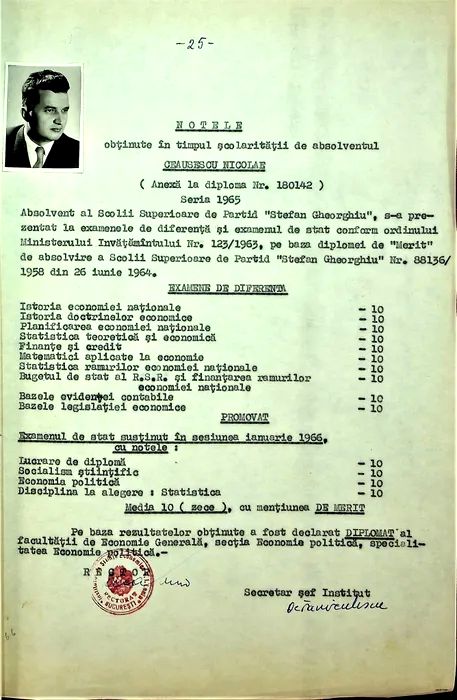 -25-
NOTELE
obţinute în timpul şcolarităţii de absolventul
CEAUSESCU NICOLAE
( Anexă la diploma Nr. 180142 )
Seria 1965
Absolvent al Scolii Superioare de Partid "Stefan Gheorghiu", s-a pre-
zentat la examenele de diferenţă şi examenul de stat conform ordinului
Ministerului Invăţămîntului Nr. 123/1963, pe baza diplomei de "Merit"
de absolvire a Scolii Superioare de Partid "Stefan Gheorghiu" Nr. 88136/
1958 din 26 iunie 1964.
EXAMENE DE DIFERENTA
Istoria economiei naţionale - 10
Istoria doctrinelor economice - 10
Planificarea economiei naţionale - 10
Statistica teoretică şi economică - 10
Finanţe şi credit - 10
Matematici aplicate la economie - 10
Statistica ramurilor economiei naţionale - 10
Bugetul de stat al R.S.R. şi finanţarea ramurilor - 10
economiei naţionale
Bazele evidenţei contabile - 10
Bazele legislaţiei economice - 10
PROMOVAT
Examenul de stat susţinut în sesiunea ianuarie 1966,
cu notele :
Lucrare de diplomă - 10
Socialism ştiinţific - 10
Economia politică - 10
Disciplina la alegere : Statistica - 10
Media 10 ( zece ), cu menţiunea DE MERIT
Pe baza rezultatelor obţinute a fost declarat DIPLOMAT al
facultăţii de Economie Generală, secţia Economie politică, speciali-
tatea Economie politică.-
RECTOR
Secretar şef Institut
RECTORAT
BUCUREŞTI